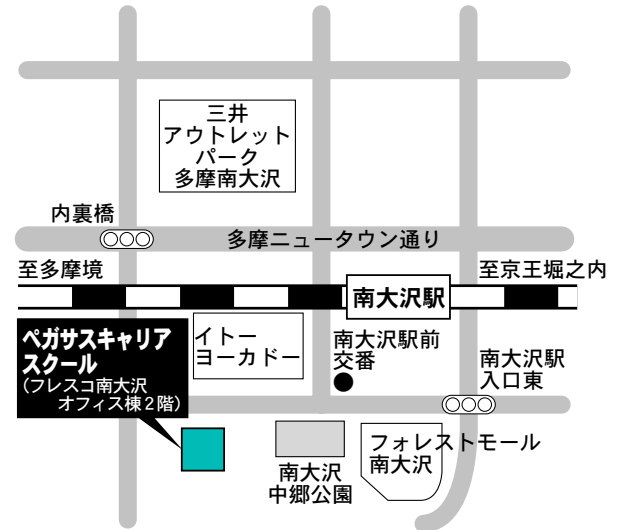 三井
アウトレット
パーク
多摩南大沢
内裏橋
多摩ニュータウン通り
至多摩境
至京王堀之内
南大沢駅
ペガサスキャリア
スクール
(フレスコ南大沢
オフィス棟2階)
イトー
ヨーカドー
南大沢駅前
交番
南大沢駅
入口東
フォレストモール
南大沢
南大沢
中郷公園